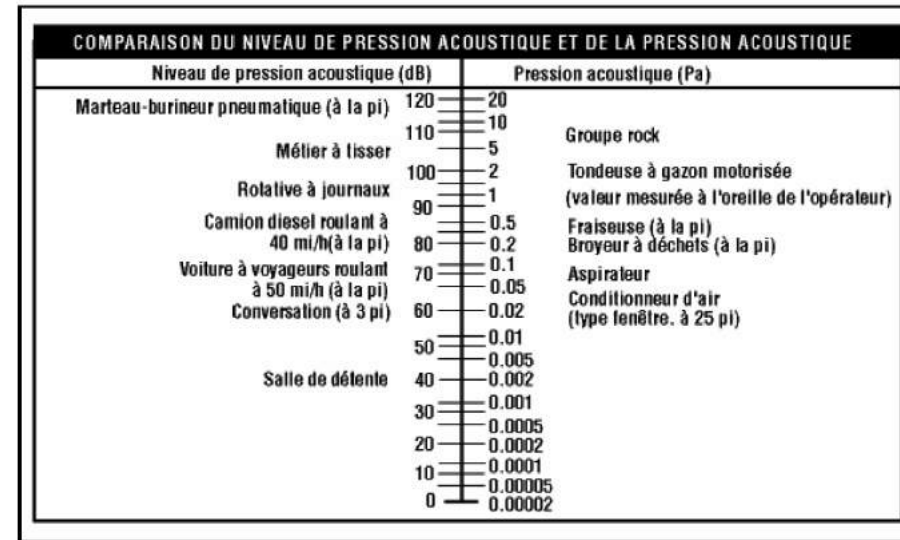 COMPARAISON DU NIVEAU DE PRESSION ACOUSTIQUE ET DE LA PRESSION ACOUSTIQUE
Niveau de pression acoustique (dB)
Pression acoustique (Pa)
Marteau-burineur pneumatique (à la pi)
Métier à tisser
Rotative à journaux
Camion diesel roulant à
40 mi/h(à la pi)
Voiture à voyageurs roulant
à 50 mi/h (à la pi)
Conversation (à 3 pi)
Salle de détente
120
110
100
90
80
70
60
50
40
30
20
10
0
20
10
5
2
1
0.5
0.2
0.1
0.05
0.02
0.01
0.005
0.002
0.001
0.0005
0.0002
0.0001
0.00005
0.00002
Groupe rock
Tondeuse à gazon motorisée
(valeur mesurée à l'oreille de l'opérateur)
Fraiseuse (à la pi)
Broyeur à déchets (à la pi)
Aspirateur
Conditionneur d'air
(type fenêtre. à 25 pi)